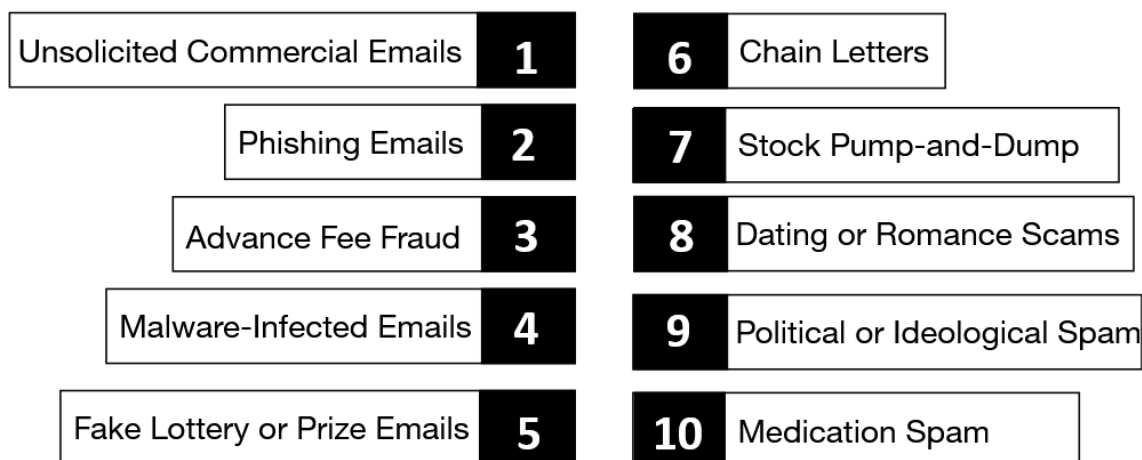 Unsolicited Commercial Emails 1
Phishing Emails 2
Advance Fee Fraud 3
Malware-Infected Emails 4
Fake Lottery or Prize Emails 5
6 Chain Letters
7 Stock Pump-and-Dump
8 Dating or Romance Scams
9 Political or Ideological Spam
10 Medication Spam